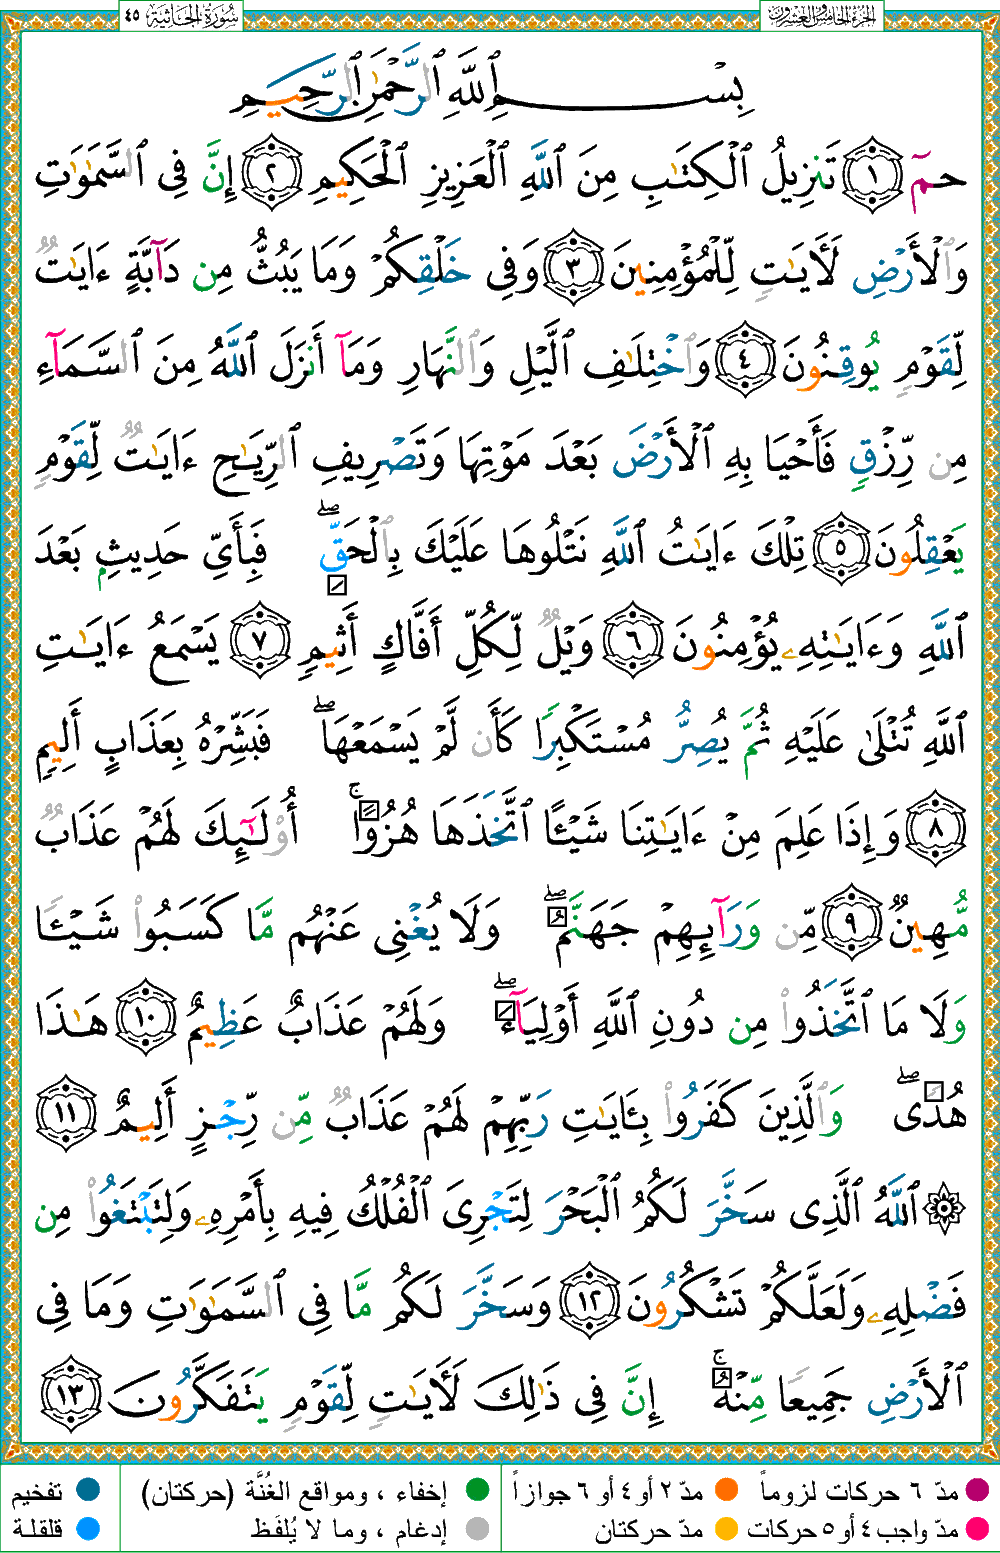 الجزء الخامس والعشرون
سُورَةُ الجَاثِيَة ٤٥
بِسْمِ ٱللَّهِ ٱلرَّحْمَٰنِ ٱلرَّحِيمِ
حمٓ ١ تَنزِيلُ ٱلْكِتَٰبِ مِنَ ٱللَّهِ ٱلْعَزِيزِ ٱلْحَكِيمِ ٢ إِنَّ فِى ٱلسَّمَٰوَٰتِ
وَٱلْأَرْضِ لَـَٔايَٰتٍ لِّلْمُؤْمِنِينَ ٣ وَفِى خَلْقِكُمْ وَمَا يَبُثُّ مِن دَآبَّةٍ ءَايَٰتٌ
لِّقَوْمٍ يُوقِنُونَ ٤ وَٱخْتِلَٰفِ ٱلَّيْلِ وَٱلنَّهَارِ وَمَآ أَنزَلَ ٱللَّهُ مِنَ ٱلسَّمَآءِ
مِن رِّزْقٍ فَأَحْيَا بِهِ ٱلْأَرْضَ بَعْدَ مَوْتِهَا وَتَصْرِيفِ ٱلرِّيَٰحِ ءَايَٰتٌ لِّقَوْمٍ
يَعْقِلُونَ ٥ تِلْكَ ءَايَٰتُ ٱللَّهِ نَتْلُوهَا عَلَيْكَ بِٱلْحَقِّ ۖ فَبِأَىِّ حَدِيثٍۭ بَعْدَ
ٱللَّهِ وَءَايَٰتِهِۦ يُؤْمِنُونَ ٦ وَيْلٌ لِّكُلِّ أَفَّاكٍ أَثِيمٍ ٧ يَسْمَعُ ءَايَٰتِ
ٱللَّهِ تُتْلَىٰ عَلَيْهِ ثُمَّ يُصِرُّ مُسْتَكْبِرًا كَأَن لَّمْ يَسْمَعْهَا ۖ فَبَشِّرْهُ بِعَذَابٍ أَلِيمٍ
٨ وَإِذَا عَلِمَ مِنْ ءَايَٰتِنَا شَيْـًٔا ٱتَّخَذَهَا هُزُوًا ۚ أُو۟لَٰٓئِكَ لَهُمْ عَذَابٌ
مُّهِينٌ ٩ مِّن وَرَآئِهِمْ جَهَنَّمُ ۖ وَلَا يُغْنِى عَنْهُم مَّا كَسَبُوا۟ شَيْـًٔا
وَلَا مَا ٱتَّخَذُوا۟ مِن دُونِ ٱللَّهِ أَوْلِيَآءَ ۖ وَلَهُمْ عَذَابٌ عَظِيمٌ ١٠ هَٰذَا
هُدًى ۖ وَٱلَّذِينَ كَفَرُوا۟ بِـَٔايَٰتِ رَبِّهِمْ لَهُمْ عَذَابٌ مِّن رِّجْزٍ أَلِيمٌ ١١
۞ ٱللَّهُ ٱلَّذِى سَخَّرَ لَكُمُ ٱلْبَحْرَ لِتَجْرِىَ ٱلْفُلْكُ فِيهِ بِأَمْرِهِۦ وَلِتَبْتَغُوا۟ مِن
فَضْلِهِۦ وَلَعَلَّكُمْ تَشْكُرُونَ ١٢ وَسَخَّرَ لَكُم مَّا فِى ٱلسَّمَٰوَٰتِ وَمَا فِى
ٱلْأَرْضِ جَمِيعًا مِّنْهُ ۚ إِنَّ فِى ذَٰلِكَ لَـَٔايَٰتٍ لِّقَوْمٍ يَتَفَكَّرُونَ ١٣
مدّ ٦ حركات لزوماً مدّ ٢ أو ٤ أو ٦ جوازاً إخفاء ، ومواقع الغُنَّة (حركتان) تفخيم
مدّ واجب ٤ أو ٥ حركات مدّ حركتان إدغام ، وما لا يُلفَظ قلقلة